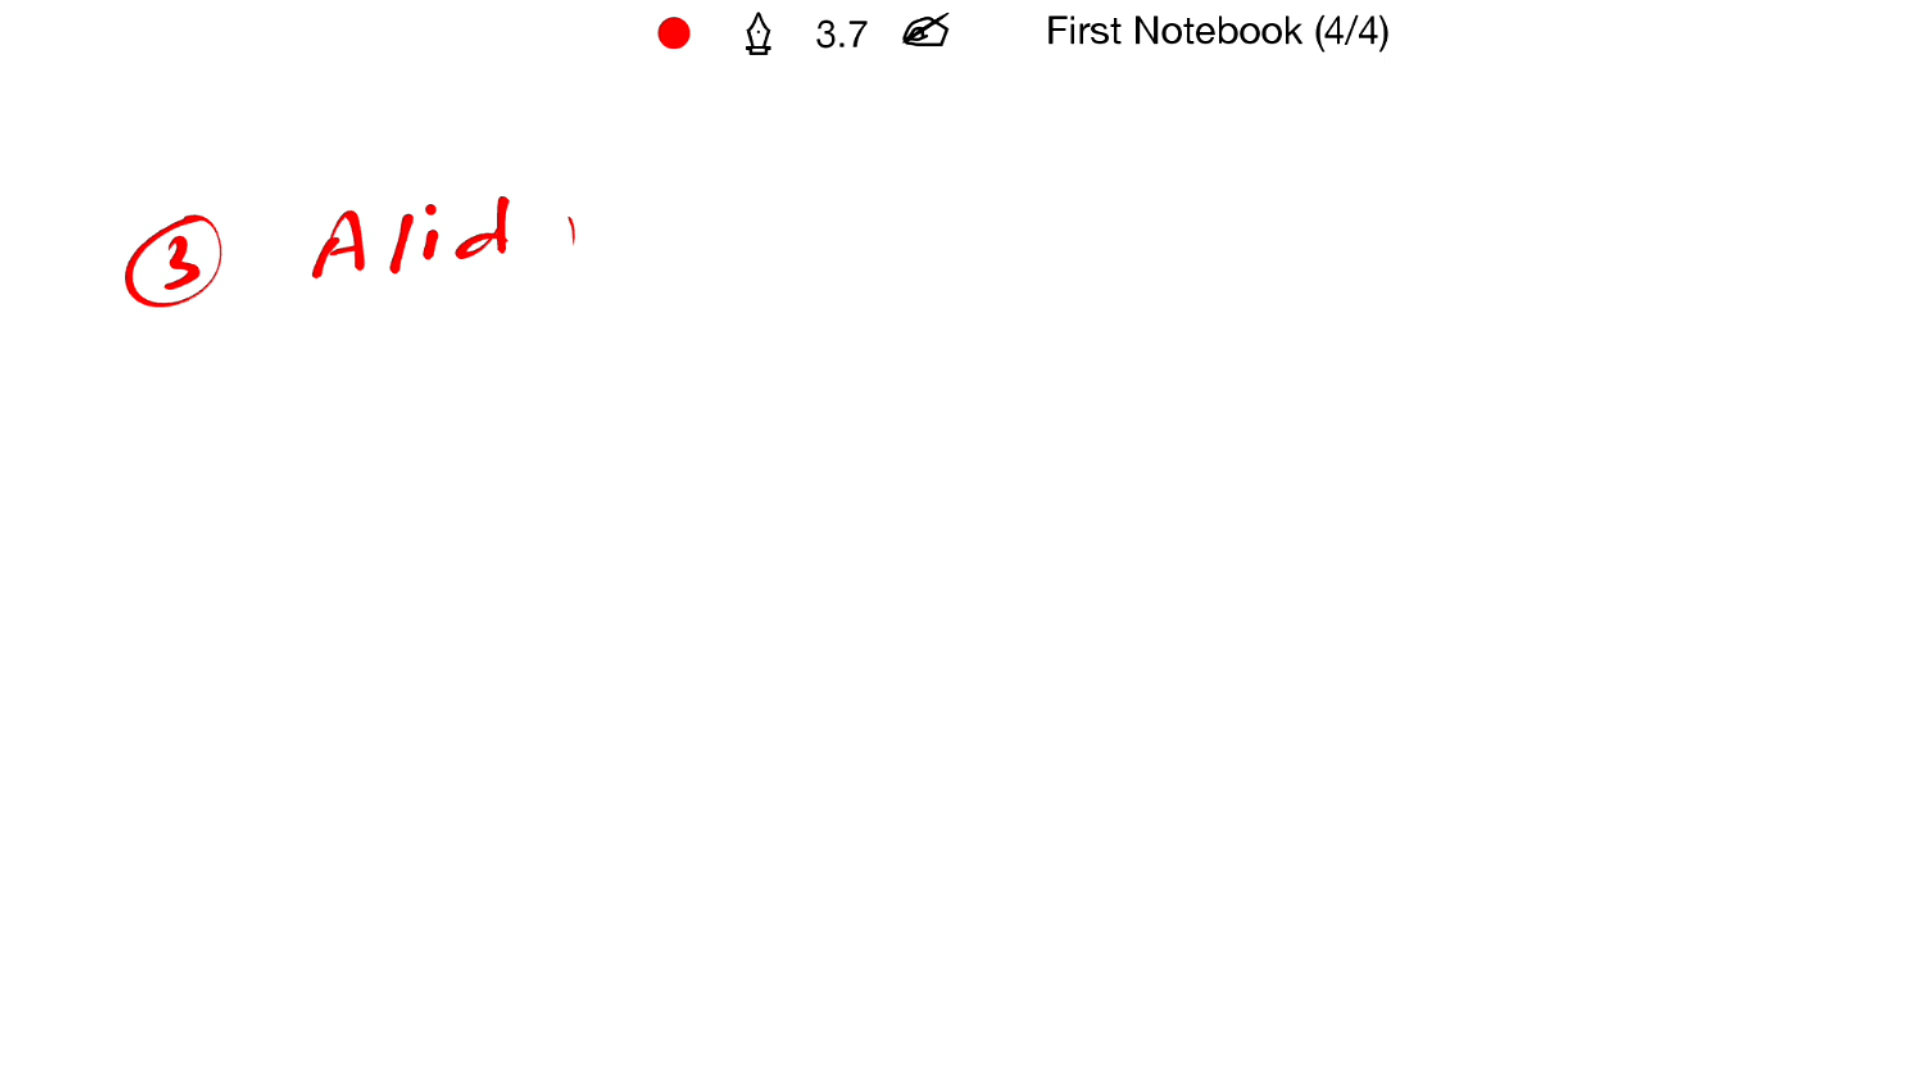 3.7 First Notebook (4/4)
③ Alid